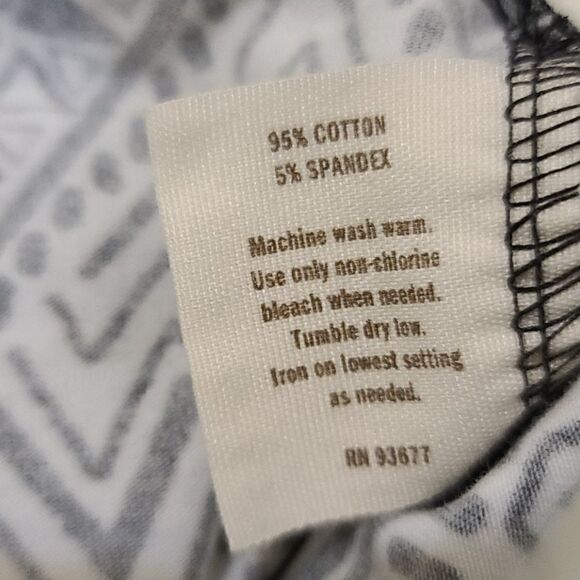 95% COTTON
5% SPANDEX
Machine wash warm.
Use only non-chlorine
bleach when needed.
Tumble dry low.
Iron on lowest setting
as needed.
RN 93677